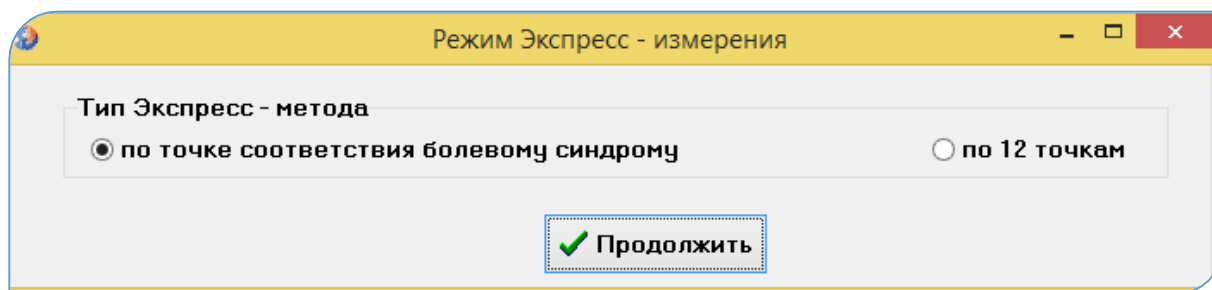 Режим Экспресс - измерения
Тип Экспресс - метода
по точке соответствия болевому синдрому
по 12 точкам
Продолжить